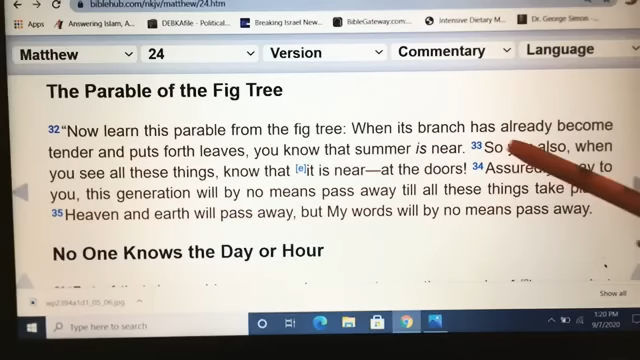 biblehub.com/nkjv/matthew/24.htm
Apps Answering Islam, A... DEBKAfile - Political... Breaking Israel New... BibleGateway.com... Intensive Dietary M... Dr. George Simon...
Matthew 24 Version Commentary Language
The Parable of the Fig Tree
32 “Now learn this parable from the fig tree: When its branch has already become
tender and puts forth leaves, you know that summer is near. 33 So also, when
you see all these things, know that [e]it is near—at the doors! 34 to
you, this generation will by no means pass away till all these things take
35 Heaven and earth will pass away, but My words will by no means pass away.
No One Knows the Day or Hour
Show all
Type here to search
1:20 PM
9/7/2020